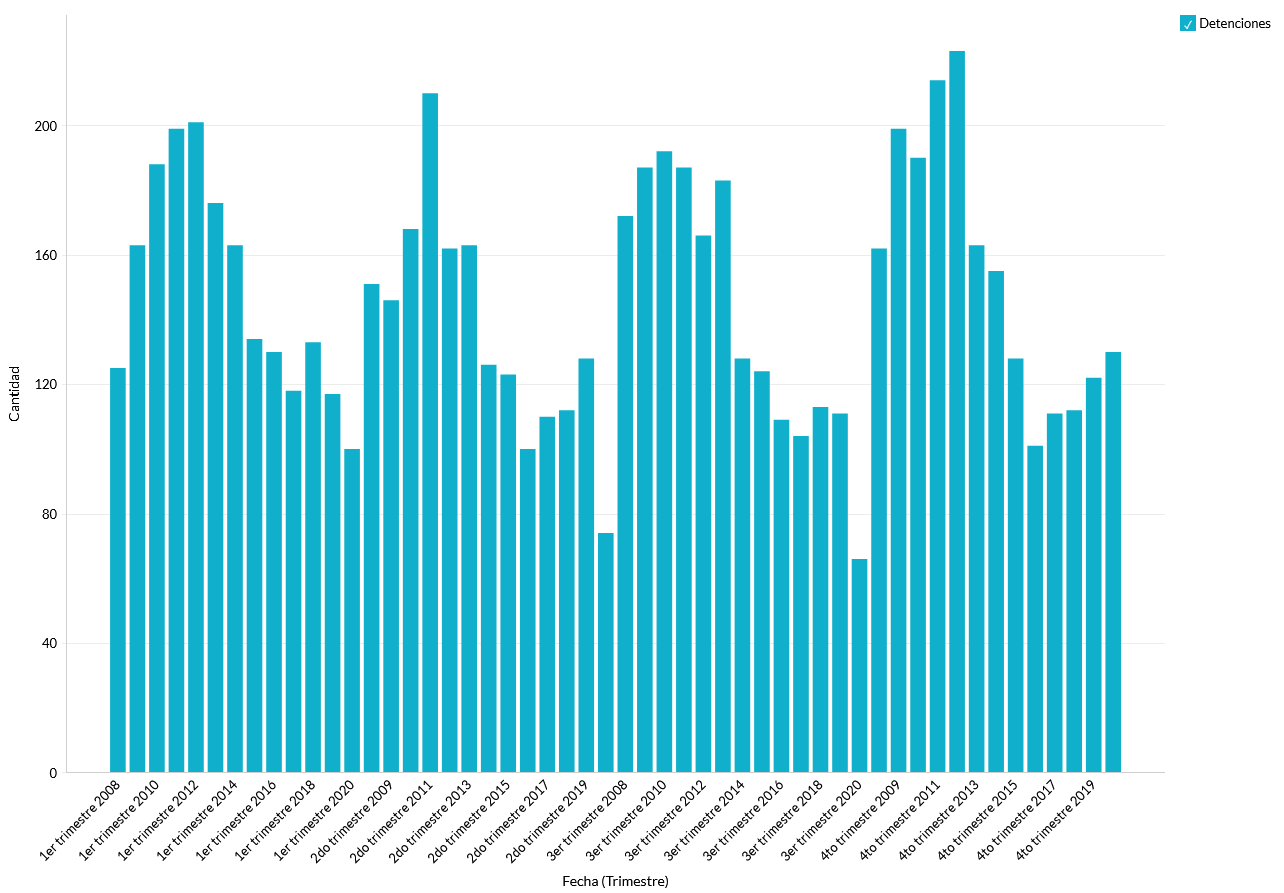 Detenciones
200
160
120
80
40
0
Cantidad
1er trimestre 2008
1er trimestre 2010
1er trimestre 2012
1er trimestre 2014
1er trimestre 2016
1er trimestre 2018
1er trimestre 2020
2do trimestre 2009
2do trimestre 2011
2do trimestre 2013
2do trimestre 2015
2do trimestre 2017
2do trimestre 2019
3er trimestre 2008
3er trimestre 2010
3er trimestre 2012
3er trimestre 2014
3er trimestre 2016
3er trimestre 2018
3er trimestre 2020
4to trimestre 2009
4to trimestre 2011
4to trimestre 2013
4to trimestre 2015
4to trimestre 2017
4to trimestre 2019
Fecha (Trimestre)